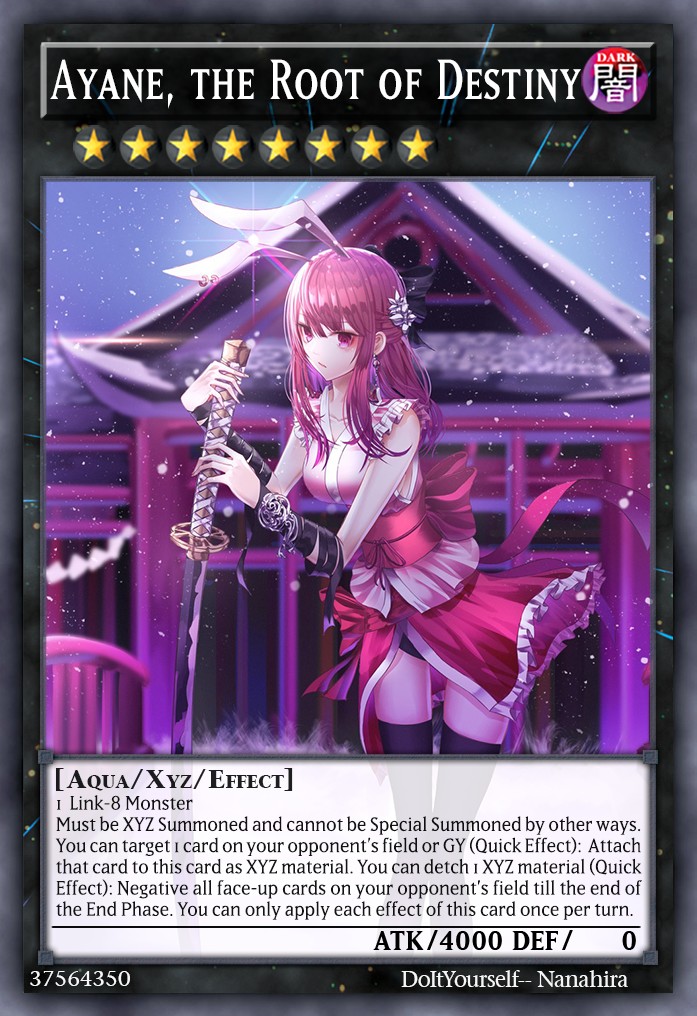 Ayane, the Root of Destiny
DARK
闇
[Aqua/Xyz/Effect]
1 Link-8 Monster
Must be XYZ Summoned and cannot be Special Summoned by other ways.
You can target 1 card on your opponent's field or GY (Quick Effect): Attach
that card to this card as XYZ material. You can detch 1 XYZ material (Quick
Effect): Negative all face-up cards on your opponent's field till the end of
the End Phase. You can only apply each effect of this card once per turn.
ATK/4000 DEF/ 0
37564350
DoItYourself-- Nanahira